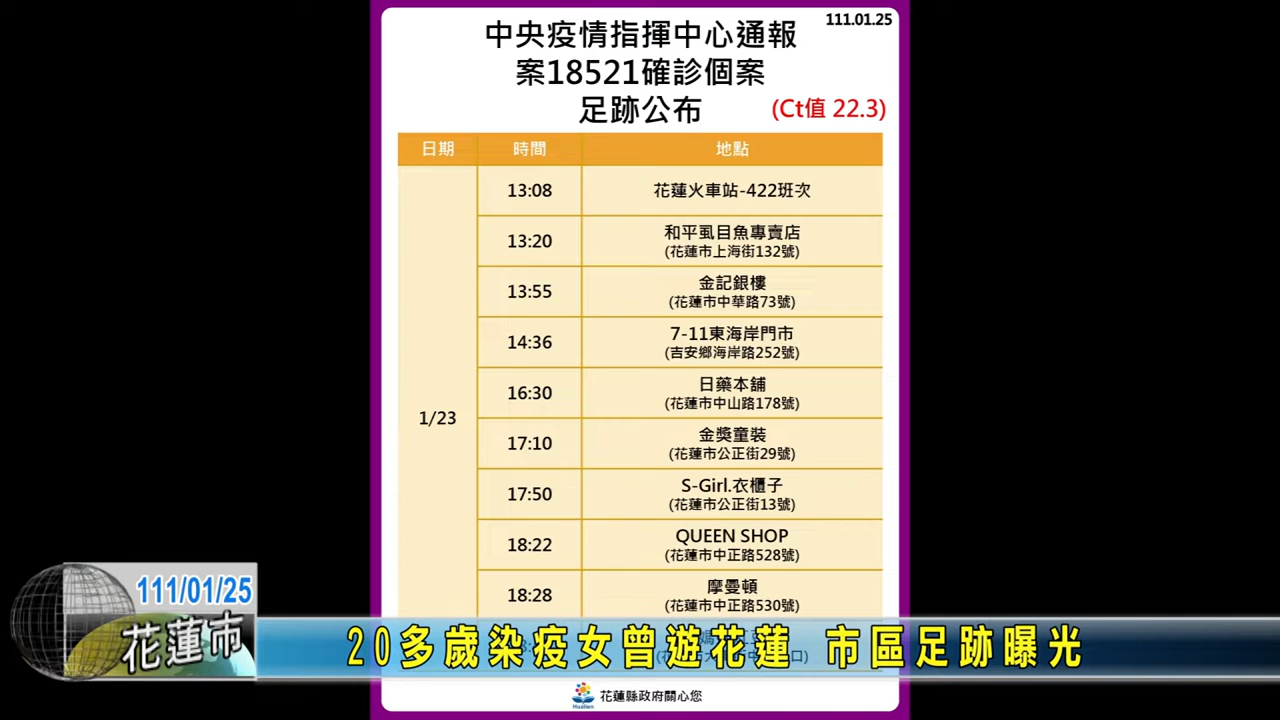 111.01.25
中央疫情指揮中心通報
案18521確診個案
足跡公布 (Ct值 22.3)
日期 時間 地點
1/23
13:08 花蓮火車站-422班次
13:20 和平虱目魚專賣店
(花蓮市上海街132號)
13:55 金記銀樓
(花蓮市中華路73號)
14:36 7-11東海岸門市
(吉安鄉海岸路252號)
16:30 日藥本舖
(花蓮市中山路178號)
17:10 金獎童裝
(花蓮市公正街29號)
17:50 S-Girl.衣櫃子
(花蓮市公正街13號)
18:22 QUEEN SHOP
(花蓮市中正路528號)
18:28 摩曼頓
(花蓮市中正路530號)
111/01/25
花蓮市
20多歲染疫女曾遊花蓮 市區足跡曝光
Hualien
花蓮縣政府關心您